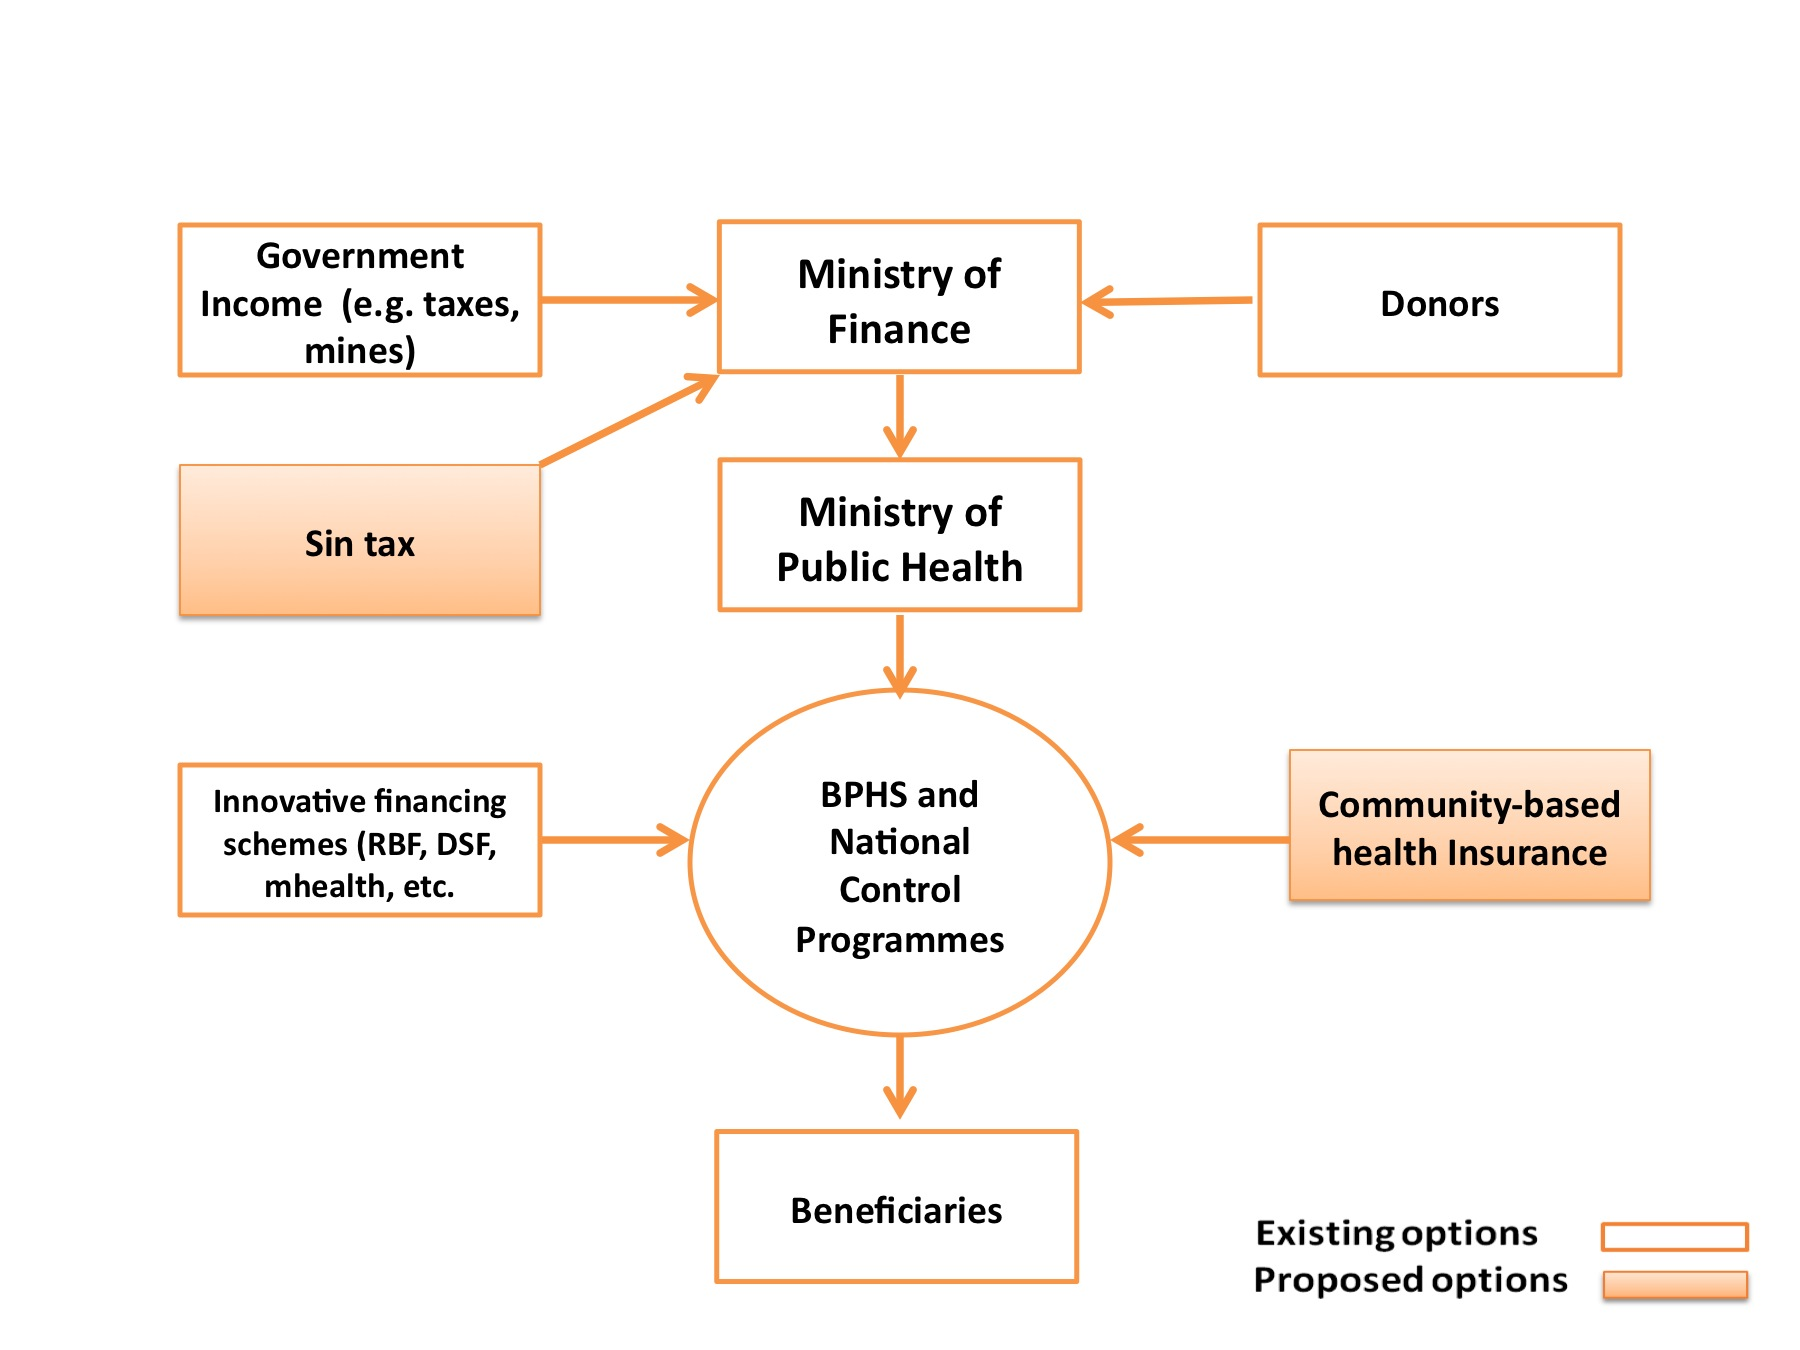 Government
Income (e.g. taxes,
mines)
Ministry of
Finance
Donors
Sin tax
Ministry of
Public Health
Innovative financing
schemes (RBF, DSF,
mhealth, etc.
BPHS and
National
Control
Programmes
Community-based
health Insurance
Beneficiaries
Existing options
Proposed options